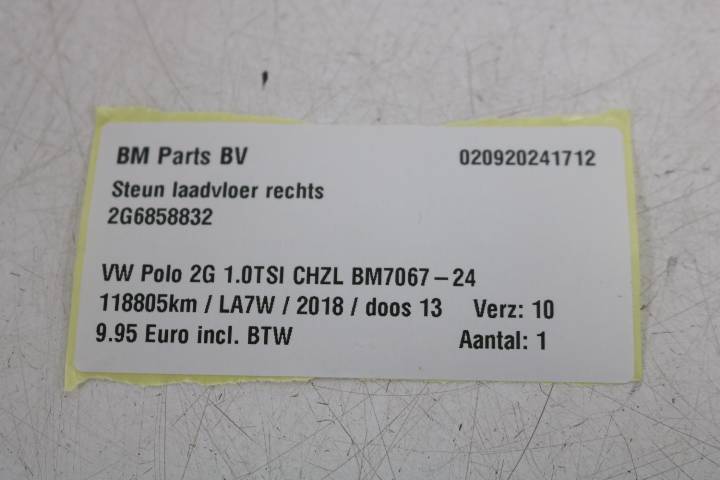 BM Parts BV 020920241712
Steun laadvloer rechts
2G6858832
VW Polo 2G 1.0TSI CHZL BM7067-24
118805km / LA7W / 2018 / doos 13 Verz: 10
9.95 Euro incl. BTW Aantal: 1